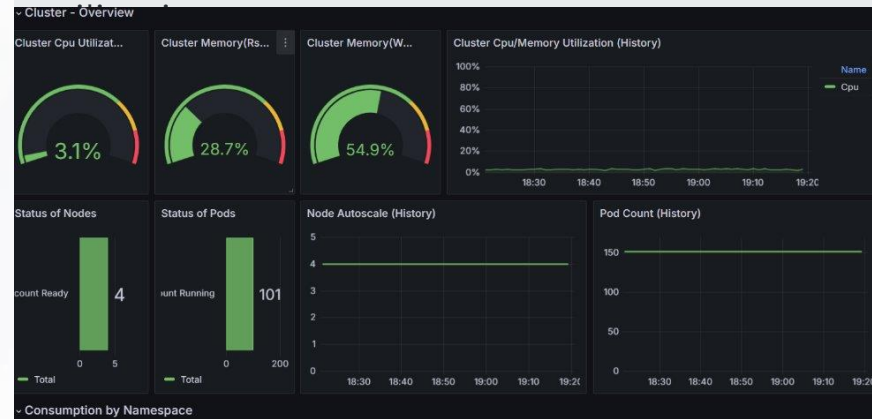 Cluster - Overview
Cluster Cpu Utilizat...
3.1%
Cluster Memory(Rs...
28.7%
Cluster Memory(W...
54.9%
Cluster Cpu/Memory Utilization (History)
100%
80%
60%
40%
20%
0%
18:30 18:40 18:50 19:00 19:10 19:20
Name
Cpu
Status of Nodes
count Ready
4
0 5
Total
Status of Pods
unt Running
101
0 200
Total
Node Autoscale (History)
5
4
3
2
1
0
18:30 18:40 18:50 19:00 19:10 19:20
Pod Count (History)
150
100
50
0
18:30 18:40 18:50 19:00 19:10 19:2
Consumption by Namespace